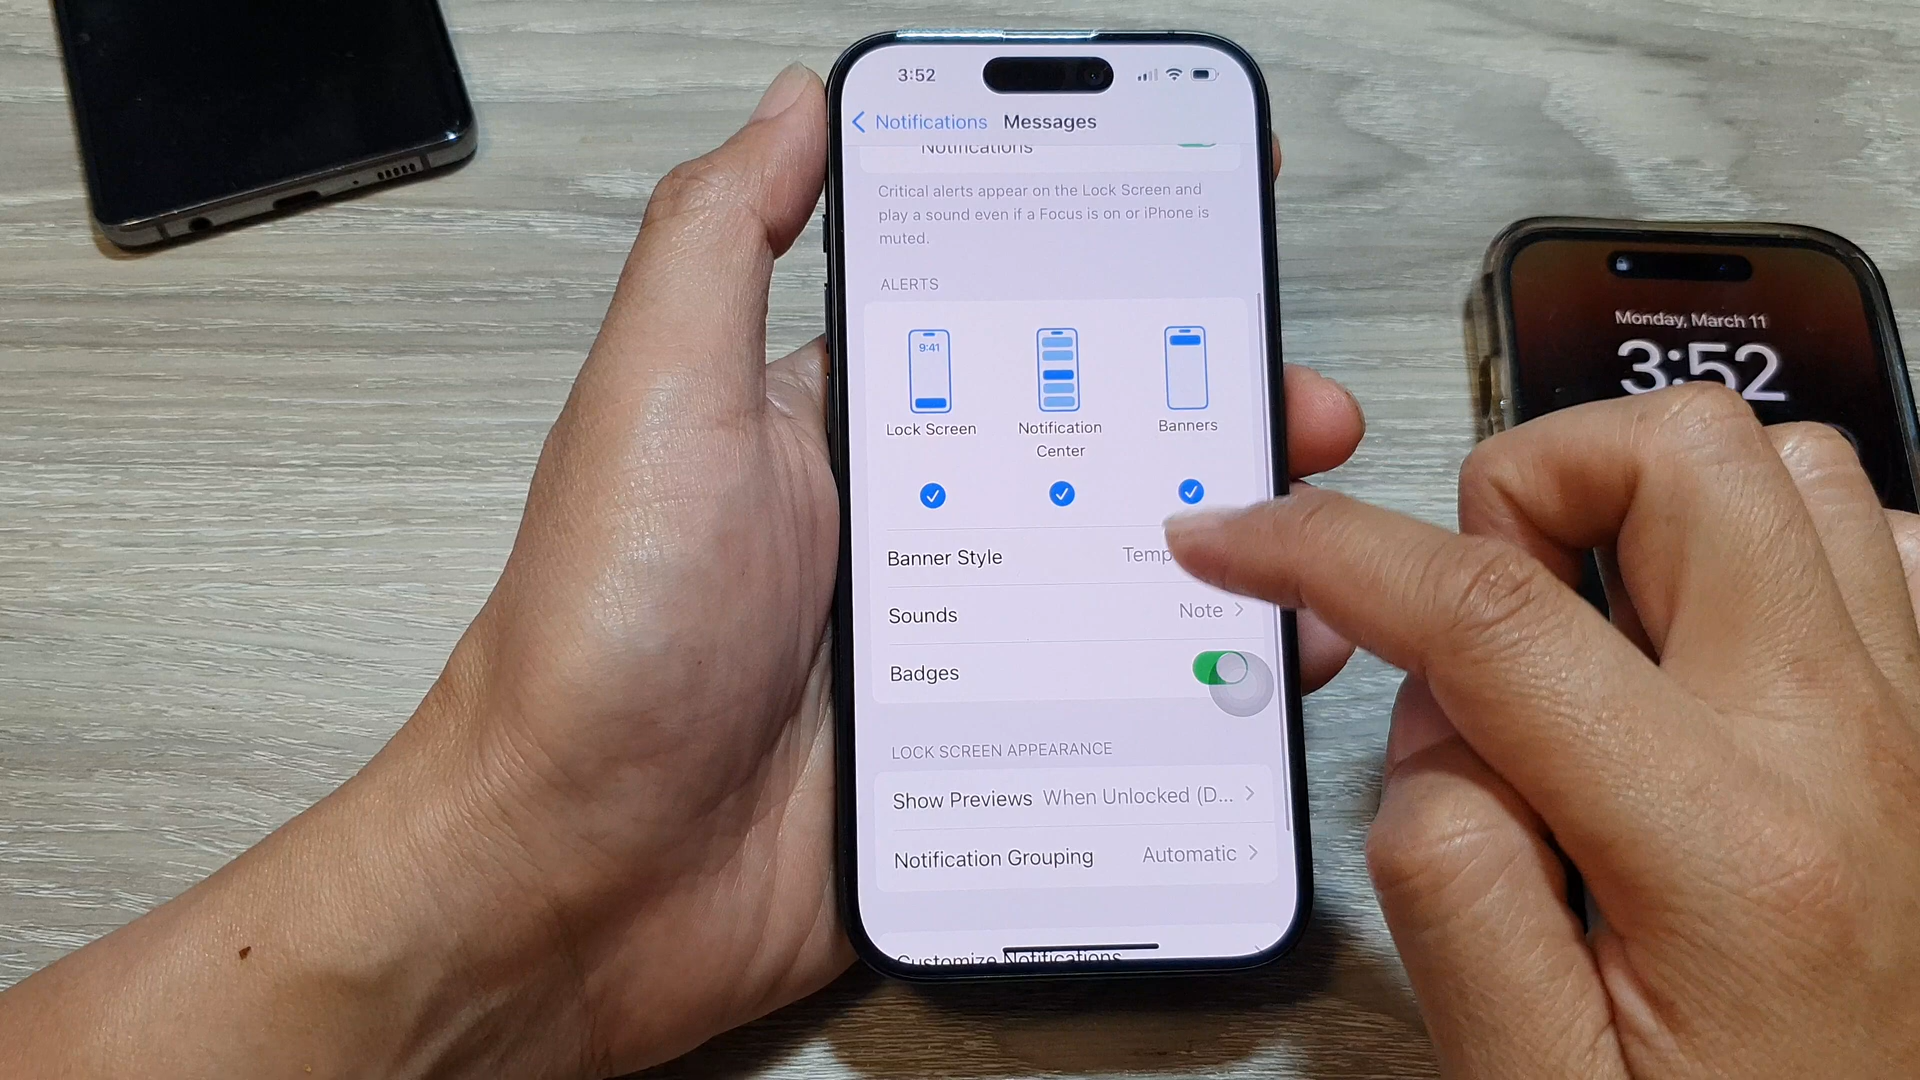 3:52
Notifications Messages
Notifications
Critical alerts appear on the Lock Screen and
play a sound even if a Focus is on or iPhone is
muted.
ALERTS
9:41
Lock Screen
Notification
Center
Banners
Banner Style Temp
Sounds Note
Badges
LOCK SCREEN APPEARANCE
Show Previews When Unlocked (D...
Notification Grouping Automatic
Customize Notifications
Monday, March 11
3:52